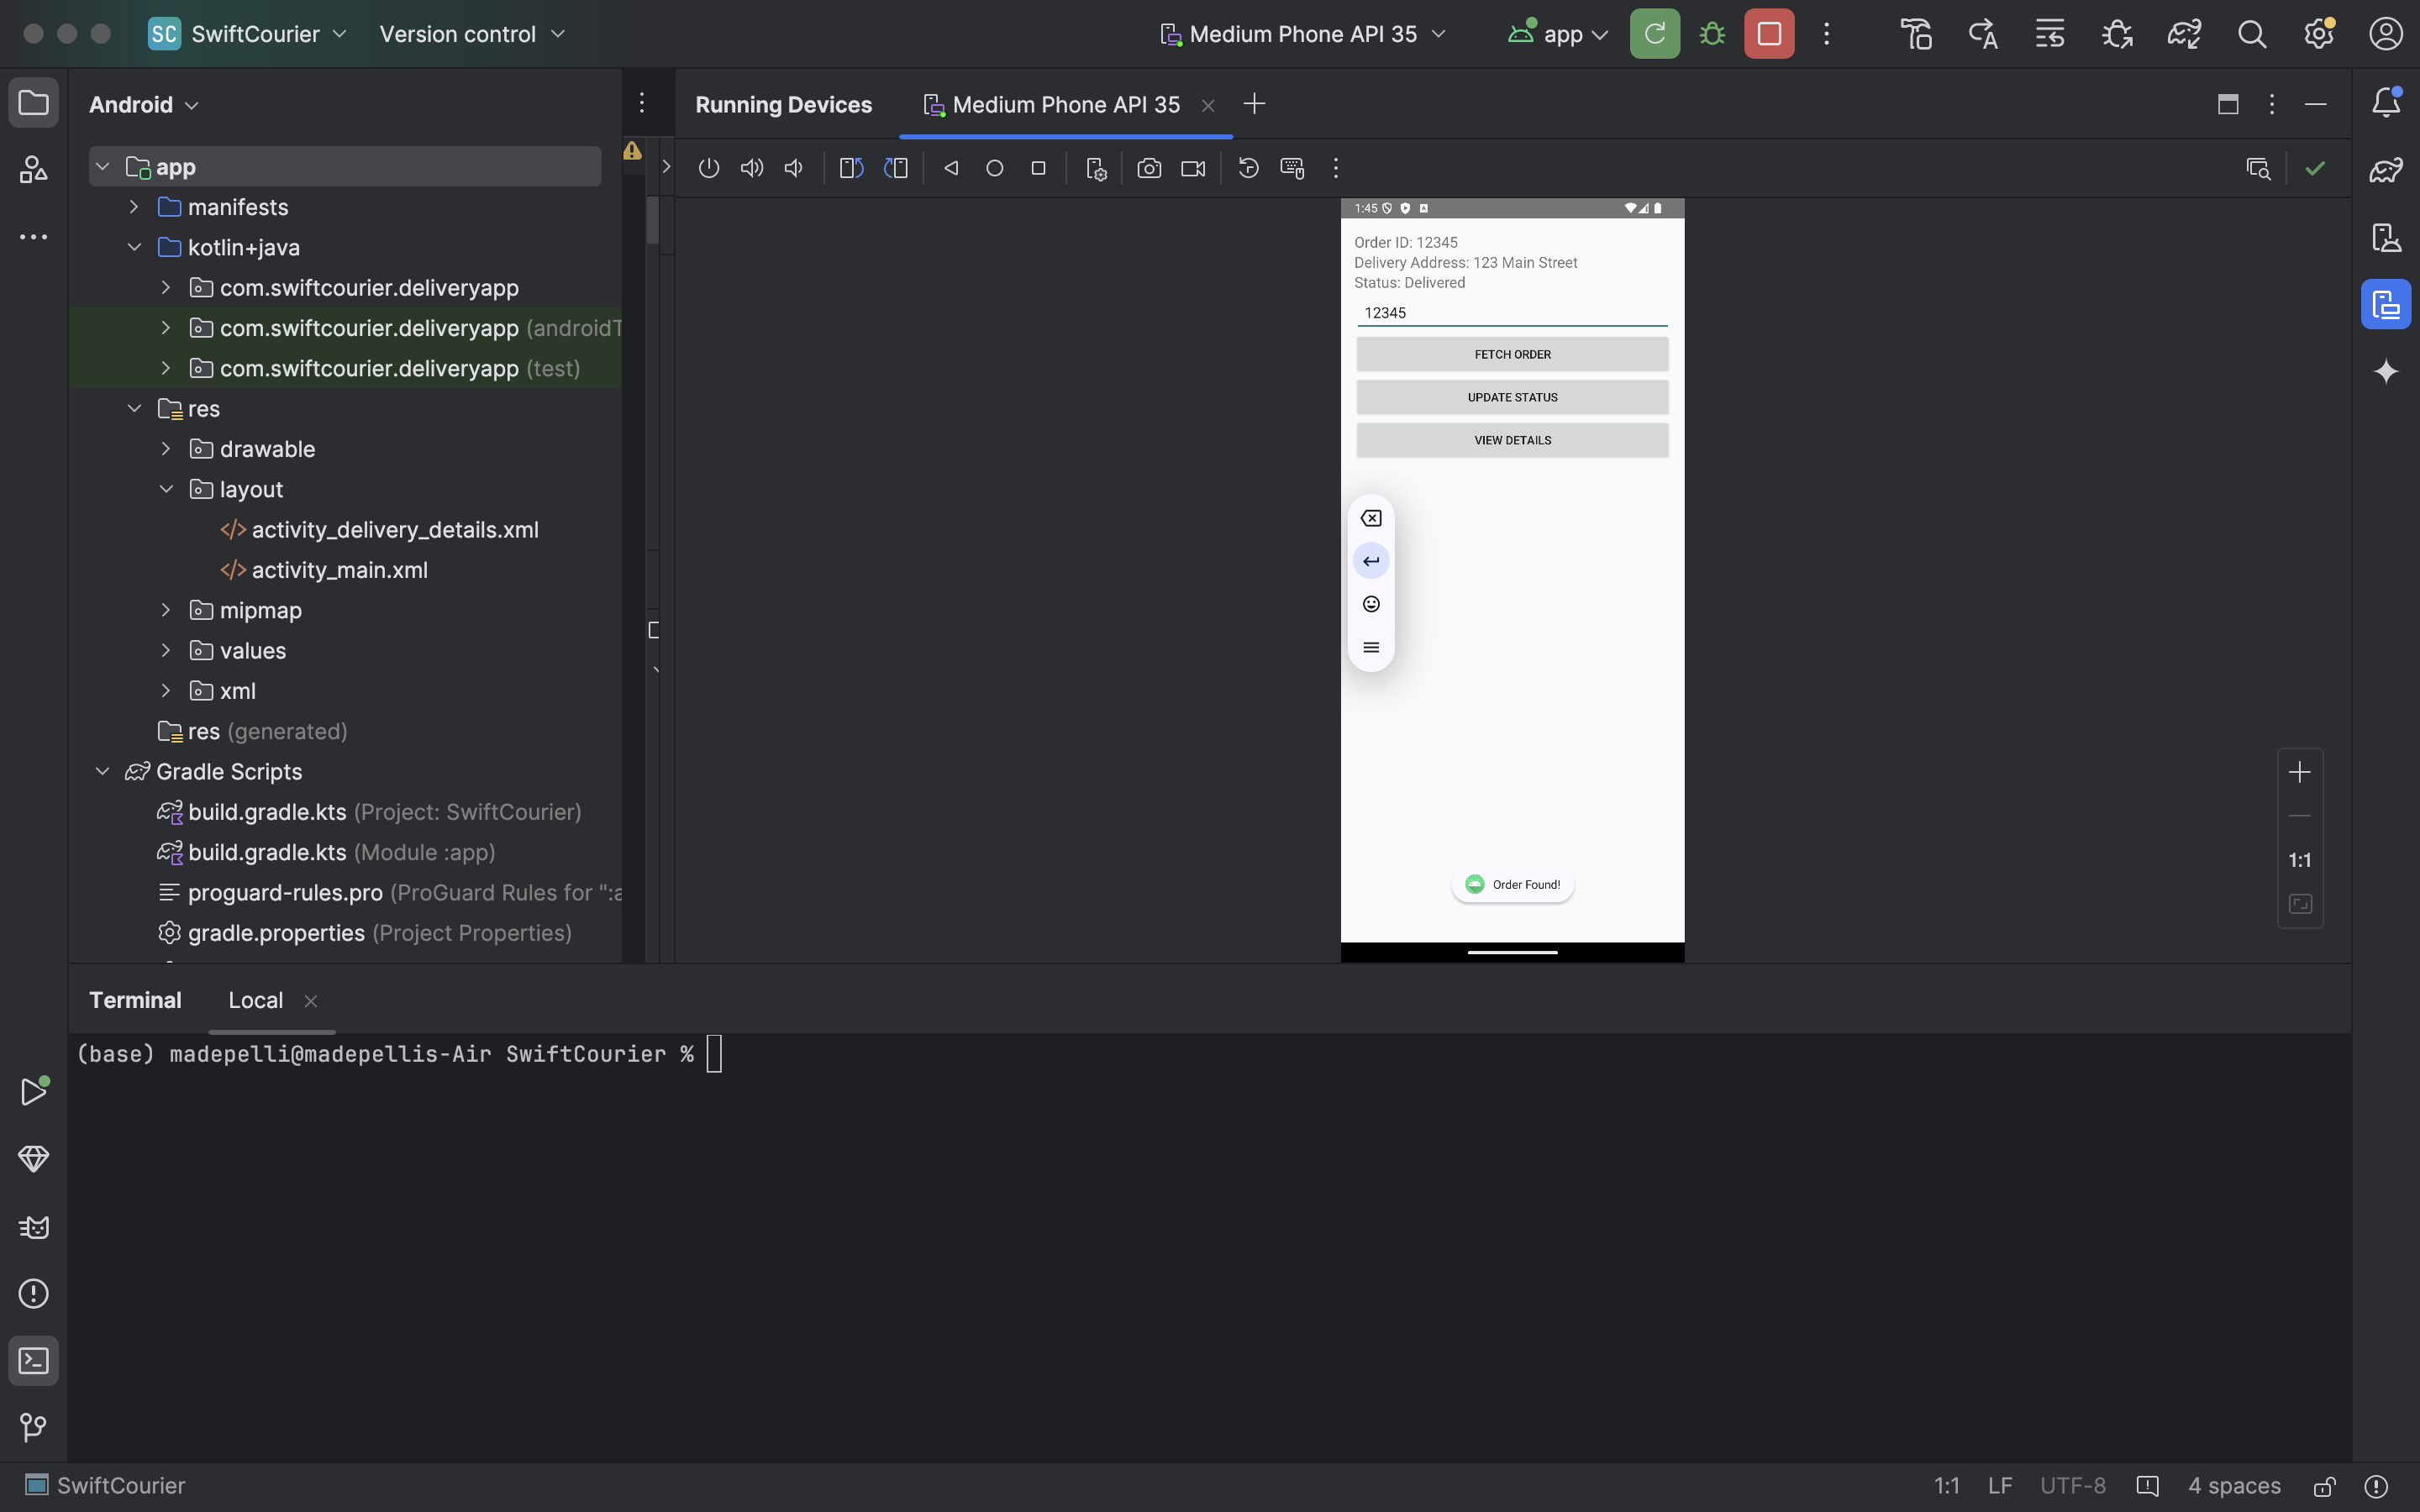 SC SwiftCourier Version control Medium Phone API 35 app
Android Running Devices Medium Phone API 35
app
manifests
kotlin+java
com.swiftcourier.deliveryapp
com.swiftcourier.deliveryapp (androidT
com.swiftcourier.deliveryapp (test)
res
drawable
layout
activity_delivery_details.xml
activity_main.xml
mipmap
values
xml
res (generated)
Gradle Scripts
build.gradle.kts (Project: SwiftCourier)
build.gradle.kts (Module :app)
proguard-rules.pro (ProGuard Rules for ":a
gradle.properties (Project Properties)
1:45
Order ID: 12345
Delivery Address: 123 Main Street
Status: Delivered
12345
FETCH ORDER
UPDATE STATUS
VIEW DETAILS
Order Found!
1:1
Terminal Local
(base) madepelli@madepellis-Air SwiftCourier %
SwiftCourier 1:1 LF UTF-8 4 spaces